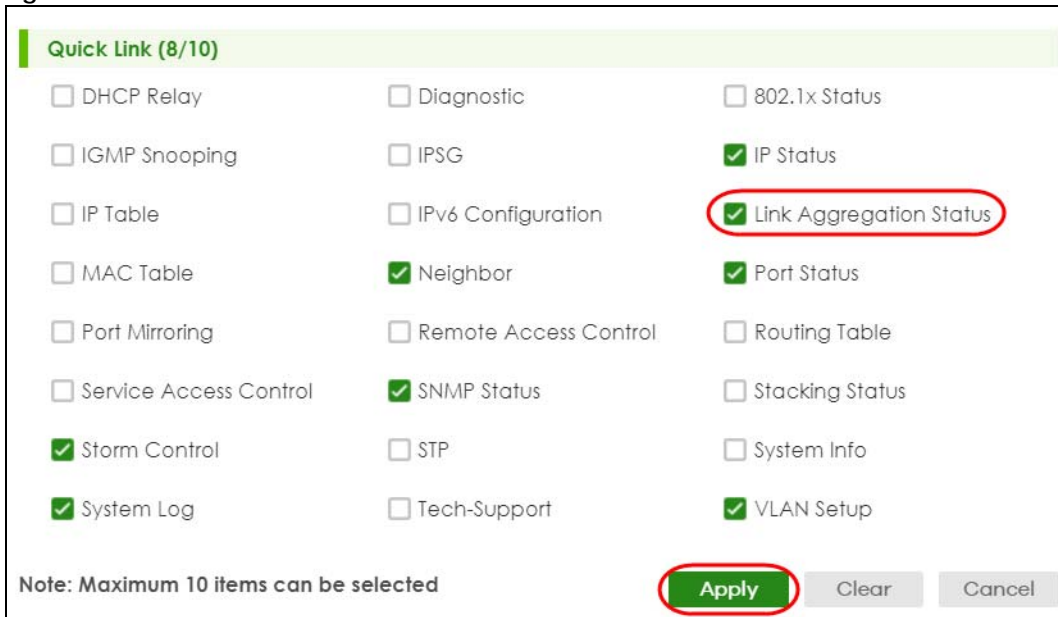 Quick Link (8/10)
DHCP Relay Diagnostic 802.1x Status
IGMP Snooping IPSG IP Status
IP Table IPv6 Configuration Link Aggregation Status
MAC Table Neighbor Port Status
Port Mirroring Remote Access Control Routing Table
Service Access Control SNMP Status Stacking Status
Storm Control STP System Info
System Log Tech-Support VLAN Setup
Note: Maximum 10 items can be selected Apply Clear Cancel